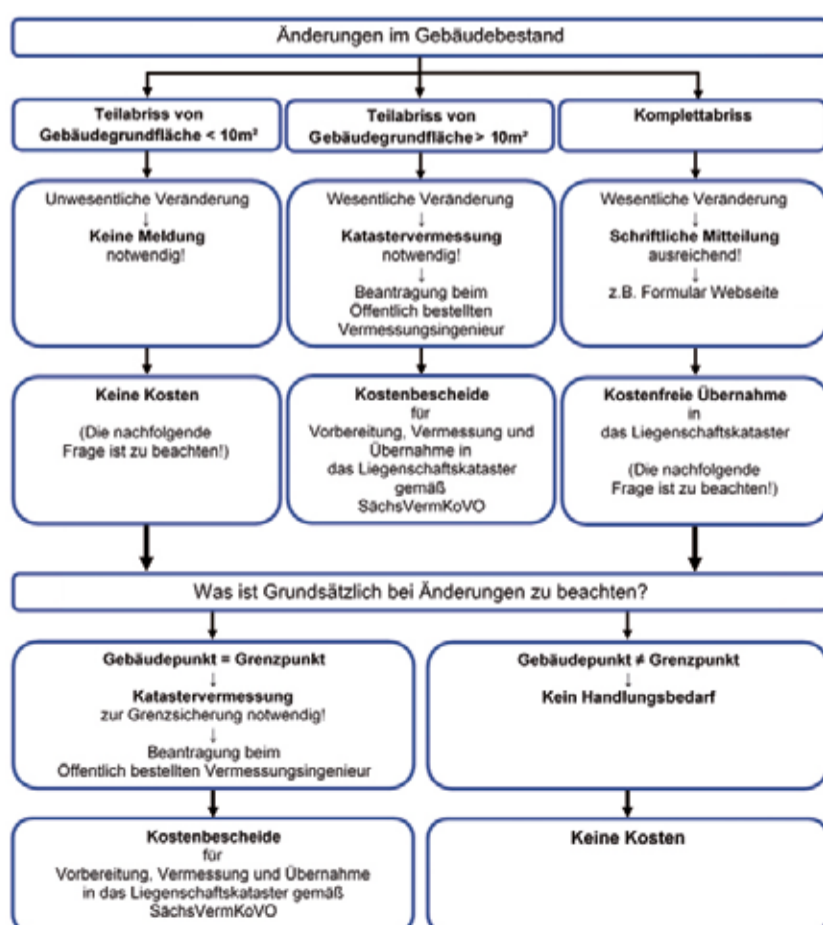 Änderungen im Gebäudebestand
Teilabriss von
Gebäudegrundfläche < 10m²
Teilabriss von
Gebäudegrundfläche > 10m²
Komplettabriss
Unwesentliche Veränderung
↓
Keine Meldung
notwendig!
Wesentliche Veränderung
↓
Katastervermessung
notwendig!
↓
Beantragung beim
Öffentlich bestellten
Vermessungsingenieur
Wesentliche Veränderung
↓
Schriftliche Mitteilung
ausreichend!
↓
z.B. Formular Webseite
Keine Kosten
(Die nachfolgende
Frage ist zu beachten!)
Kostenbescheide
für
Vorbereitung, Vermessung und
Übernahme in
das Liegenschaftskataster
gemäß
SächsVermKoVO
Kostenfreie Übernahme
in
das Liegenschaftskataster
(Die nachfolgende
Frage ist zu beachten!)
Was ist Grundsätzlich bei Änderungen zu beachten?
Gebäudepunkt = Grenzpunkt
↓
Katastervermessung
zur Grenzsicherung notwendig!
↓
Beantragung beim
Öffentlich bestellten Vermessungsingenieur
Gebäudepunkt ≠ Grenzpunkt
↓
Kein Handlungsbedarf
Kostenbescheide
für
Vorbereitung, Vermessung und Übernahme
in das Liegenschaftskataster gemäß
SächsVermKoVO
Keine Kosten